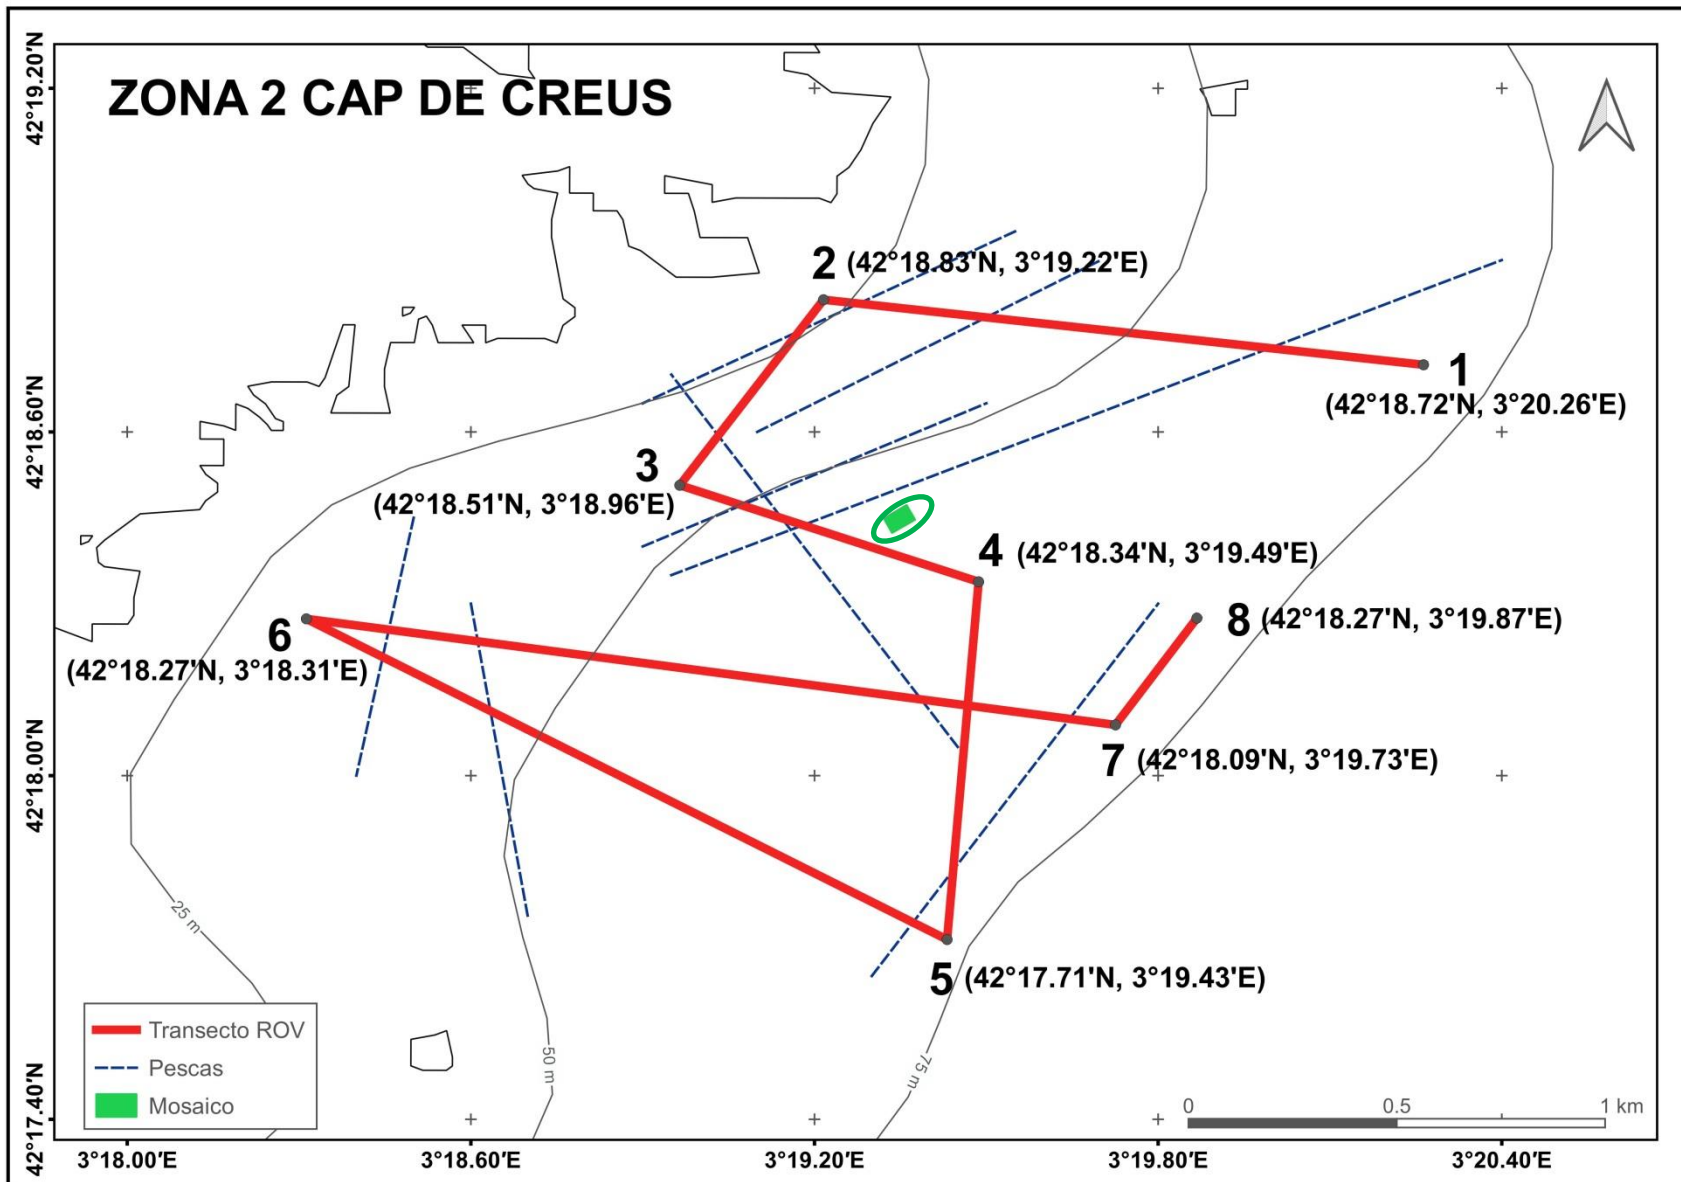 ZONA 2 CAP DE CREUS
42°19.20'N
42°18.60'N
42°18.00'N
42°17.40'N
2 (42°18.83'N, 3°19.22'E)
1
(42°18.72'N, 3°20.26'E)
3
(42°18.51'N, 3°18.96'E)
4 (42°18.34'N, 3°19.49'E)
8 (42°18.27'N, 3°19.87'E)
6
(42°18.27'N, 3°18.31'E)
7 (42°18.09'N, 3°19.73'E)
5 (42°17.71'N, 3°19.43'E)
25 m
50 m
75 m
Transecto ROV
Pescas
Mosaico
0 0.5 1 km
3°18.00'E 3°18.60'E 3°19.20'E 3°19.80'E 3°20.40'E